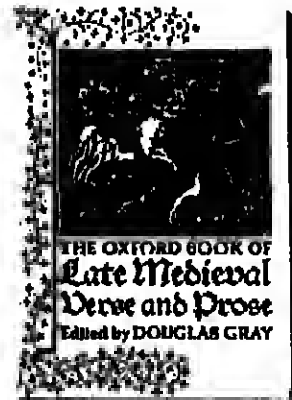 THE OXFORD BOOK OF
Late Medieval
Verse and Prose
Edited by DOUGLAS GRAY